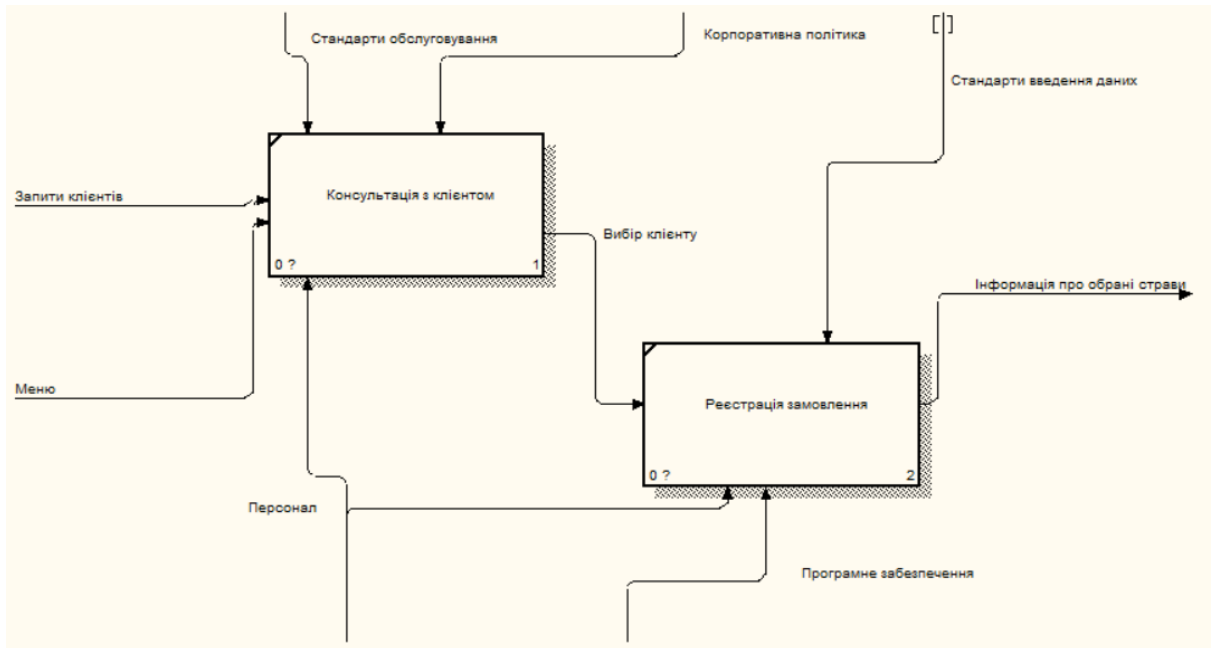 Стандарти обслуговування
Корпоративна політика
[ ]
Стандарти введення даних
Запити клієнтів
Консультація з клієнтом
Вибір клієнту
0 ?
1
Інформація про обрані страви
Меню
Реєстрація замовлення
0 ?
2
Персонал
Програмне забезпечення